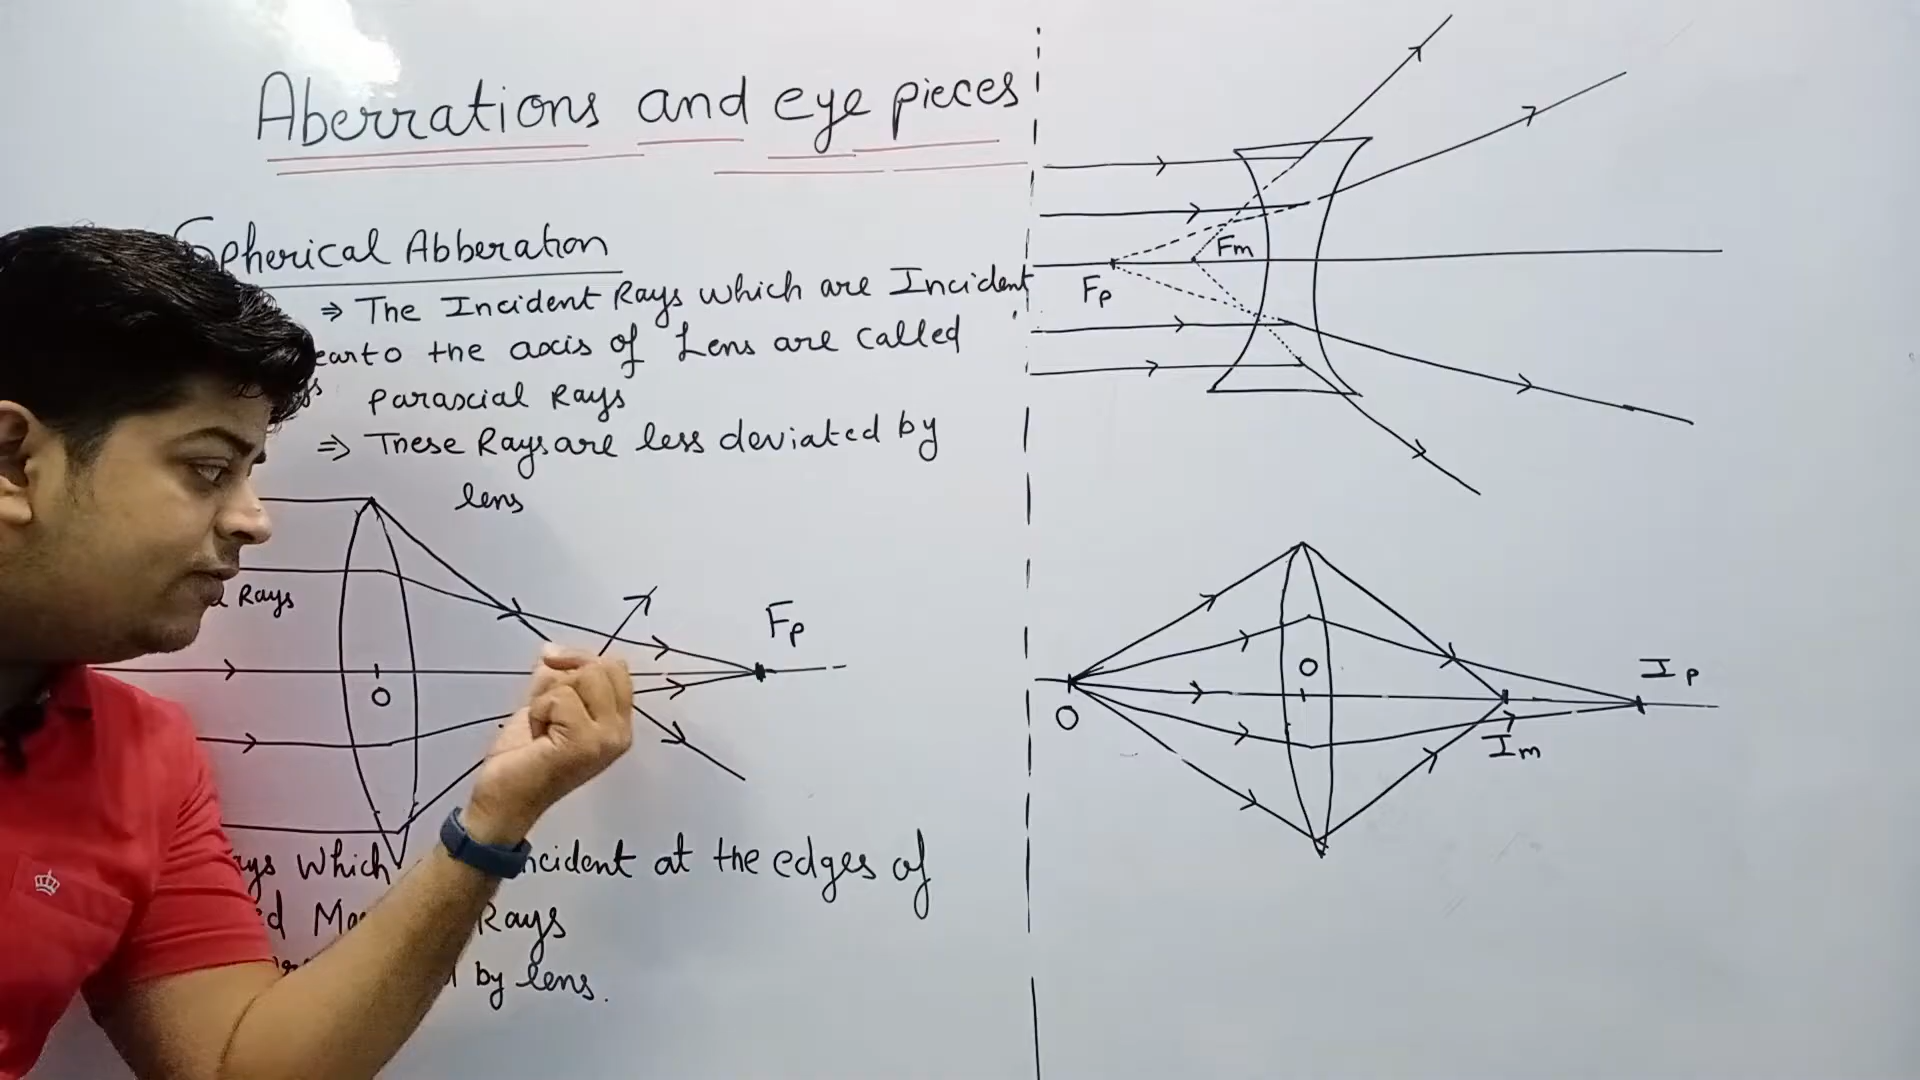 Aberrations and eye pieces
Spherical Abberation
⇒ The Incident Rays which are Incident
to the axis of Lens are called
paraxial Rays
⇒ These Rays are less deviated by
lens
Rays
Fp
O
which incident at the edges of
Rays
by lens.
Fm
Fp
O
O
Ip
Im